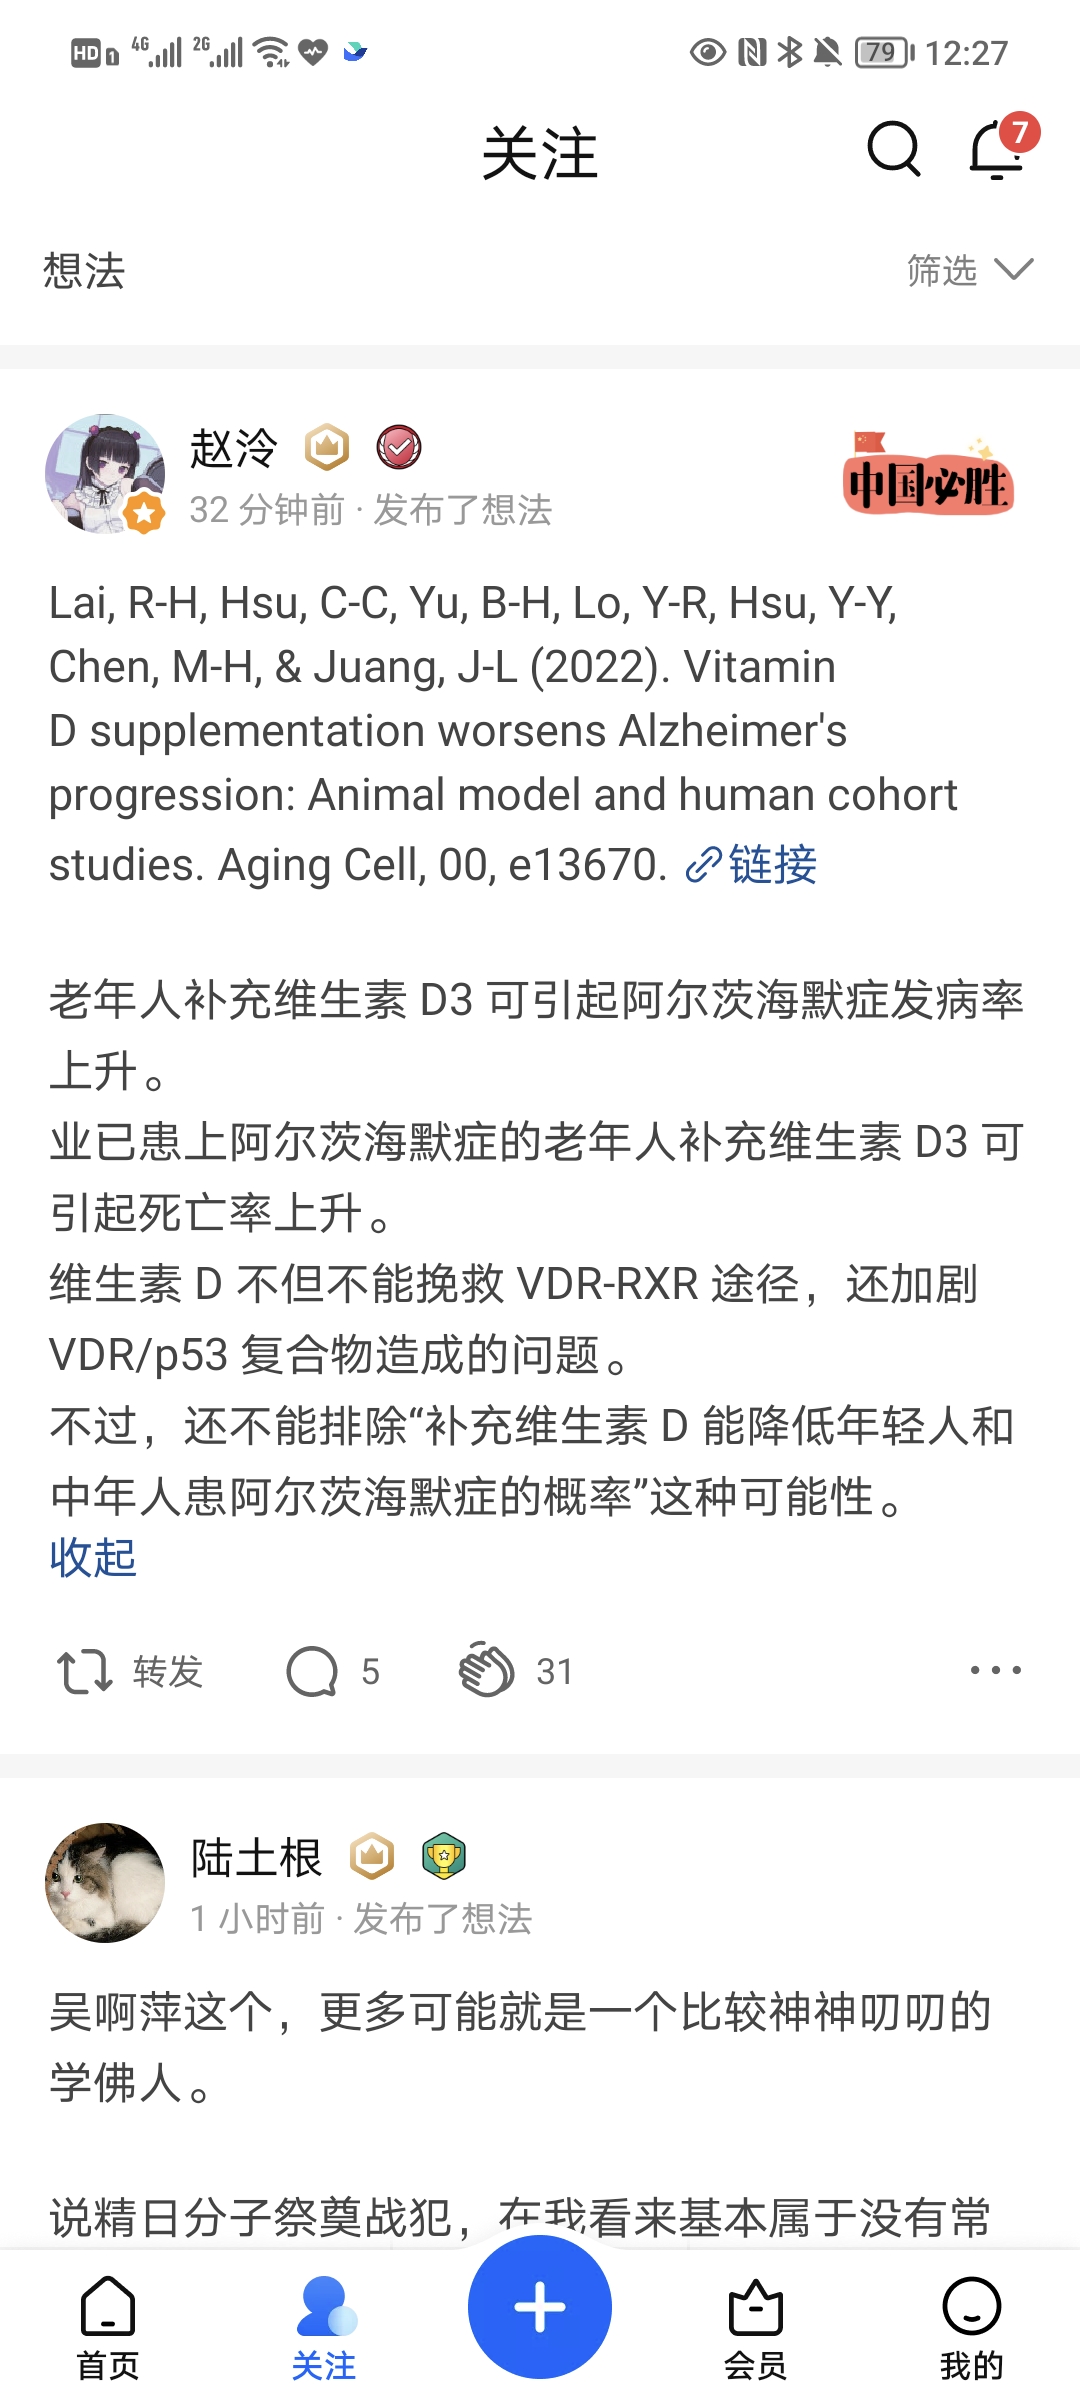 HD 1 4G 2G 79 12:27
关注 7
想法 筛选
赵泠
32 分钟前 · 发布了想法
中国必胜
Lai, R-H, Hsu, C-C, Yu, B-H, Lo, Y-R, Hsu, Y-Y,
Chen, M-H, & Juang, J-L (2022). Vitamin
D supplementation worsens Alzheimer's
progression: Animal model and human cohort
studies. Aging Cell, 00, e13670. 链接
老年人补充维生素 D3 可引起阿尔茨海默症发病率
上升。
业已患上阿尔茨海默症的老年人补充维生素 D3 可
引起死亡率上升。
维生素 D 不但不能挽救 VDR-RXR 途径，还加剧
VDR/p53 复合物造成的问题。
不过，还不能排除“补充维生素 D 能降低年轻人和
中年人患阿尔茨海默症的概率”这种可能性。
收起
转发 5 31
陆土根
1 小时前 · 发布了想法
吴啊萍这个，更多可能就是一个比较神神叨叨的
学佛人。
说精日分子祭奠战犯，在我看来基本属于没有常
首页 关注 会员 我的